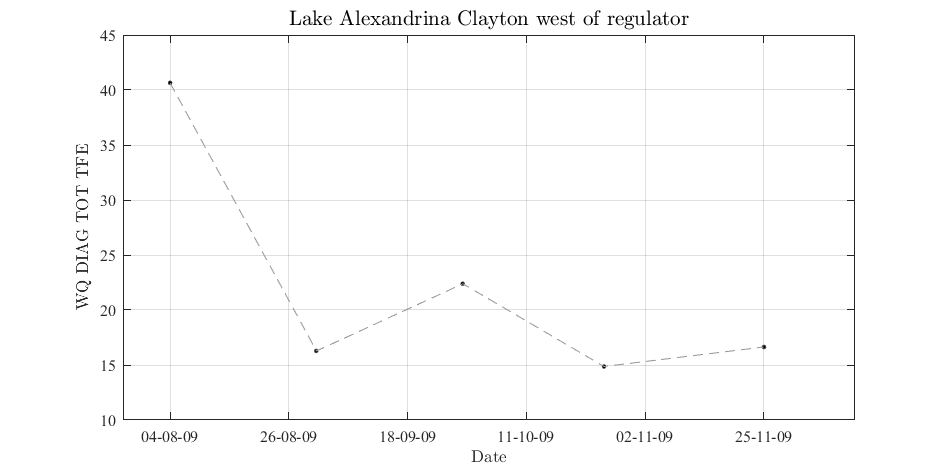 Lake Alexandrina Clayton west of regulator
WQ DIAG TOT TFE
45
40
35
30
25
20
15
10
04-08-09 26-08-09 18-09-09 11-10-09 02-11-09 25-11-09
Date